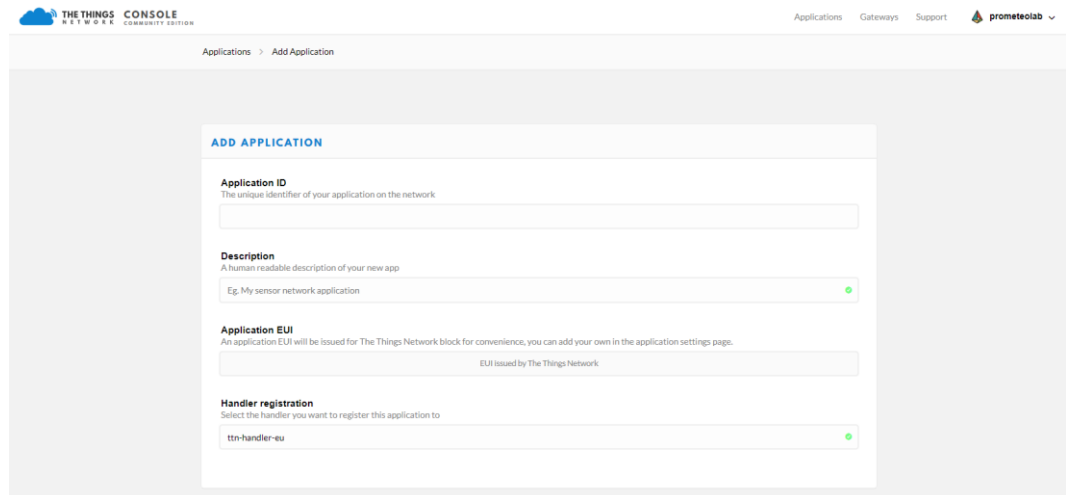 THE THINGS CONSOLE
NETWORK COMMUNITY EDITION
Applications Gateways Support prometeolab
Applications > Add Application
ADD APPLICATION
Application ID
The unique identifier of your application on the network
Description
A human readable description of your new app
Eg. My sensor network application
Application EUI
An application EUI will be issued for The Things Network block for convenience, you can add your own in the application settings page.
EUI issued by The Things Network
Handler registration
Select the handler you want to register this application to
ttn-handler-eu